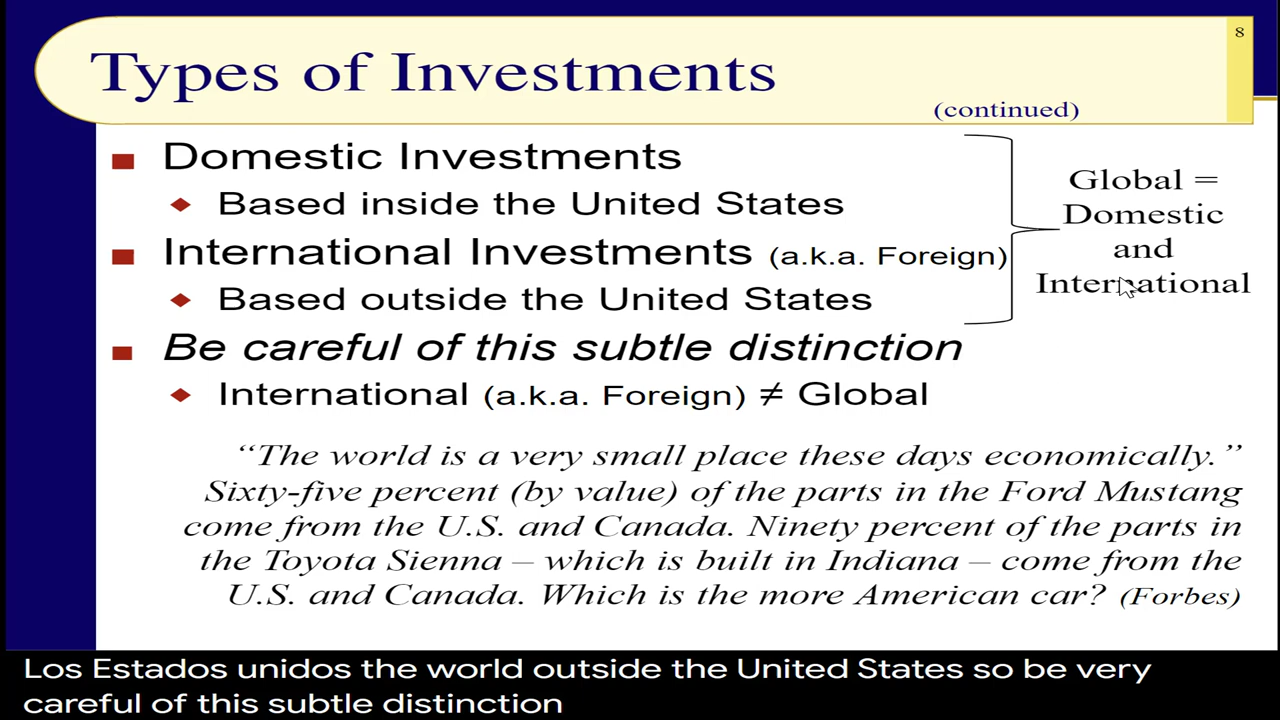 8
Types of Investments
(continued)
Domestic Investments
Based inside the United States
International Investments (a.k.a. Foreign)
Based outside the United States
Global =
Domestic
and
International
Be careful of this subtle distinction
International (a.k.a. Foreign) ≠ Global
“The world is a very small place these days economically.”
Sixty-five percent (by value) of the parts in the Ford Mustang
come from the U.S. and Canada. Ninety percent of the parts in
the Toyota Sienna – which is built in Indiana – come from the
U.S. and Canada. Which is the more American car? (Forbes)
Los Estados unidos the world outside the United States so be very
careful of this subtle distinction